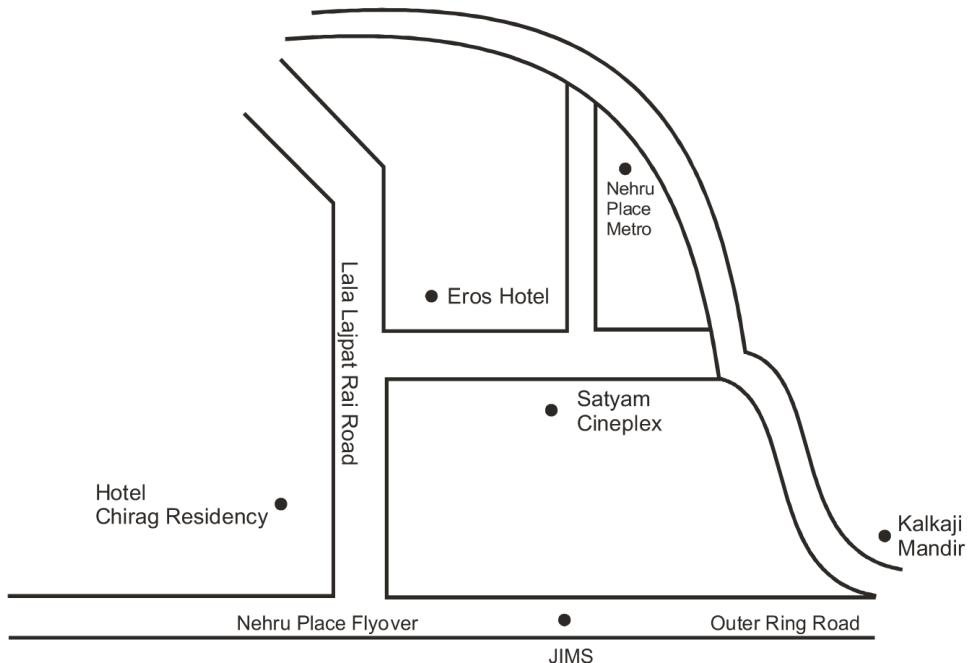 Nehru
Place
Metro
Eros Hotel
Lala Lajpat Rai Road
Satyam
Cineplex
Hotel
Chirag Residency
Kalkaji
Mandir
Nehru Place Flyover
Outer Ring Road
JIMS